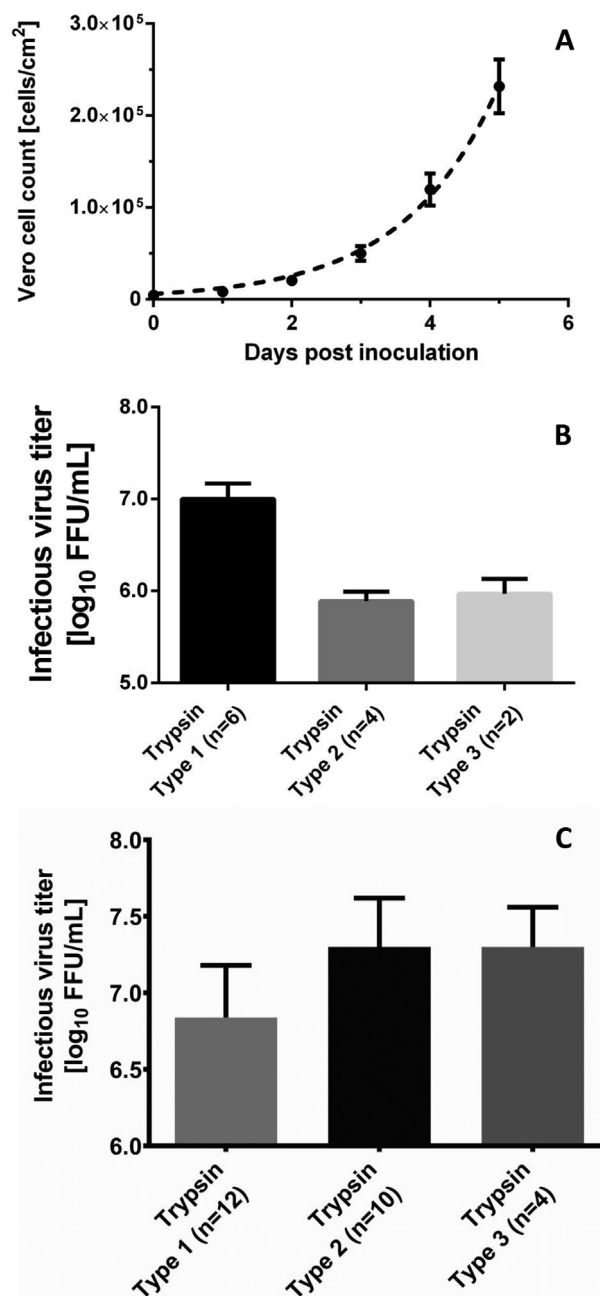 A
Vero cell count [cells/cm²]
3.0×10⁵
2.0×10⁵
1.0×10⁵
0
0
2
4
6
Days post inoculation
B
Infectious virus titer
[log₁₀ FFU/mL]
8.0
7.0
6.0
5.0
Trypsin
Type 1 (n=6)
Trypsin
Type 2 (n=4)
Trypsin
Type 3 (n=2)
C
Infectious virus titer
[log₁₀ FFU/mL]
8.0
7.5
7.0
6.5
6.0
Trypsin
Type 1 (n=12)
Trypsin
Type 2 (n=10)
Trypsin
Type 3 (n=4)